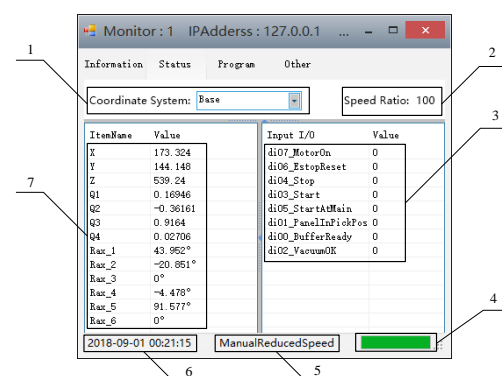 Monitor : 1 IPAdderss : 127.0.0.1 ...
1
Information Status Program Other
2
Coordinate System: Base
Speed Ratio: 100
3
ItemName Value
Input I/O Value
X 173.324
di07_MotorOn 0
Y 144.148
di06_EstopReset 0
Z 539.24
di04_Stop 0
Q1 0.16946
di03_Start 0
7
Q2 -0.36161
di05_StartAtMain 0
Q3 0.9164
di01_PanelInPickPos 0
Q4 0.02706
di00_BufferReady 0
Rax_1 43.952°
di02_VacuumOK 0
Rax_2 -20.851°
Rax_3 0°
Rax_4 -4.478°
4
Rax_5 91.577°
Rax_6 0°
2018-09-01 00:21:15
ManualReducedSpeed
6
5